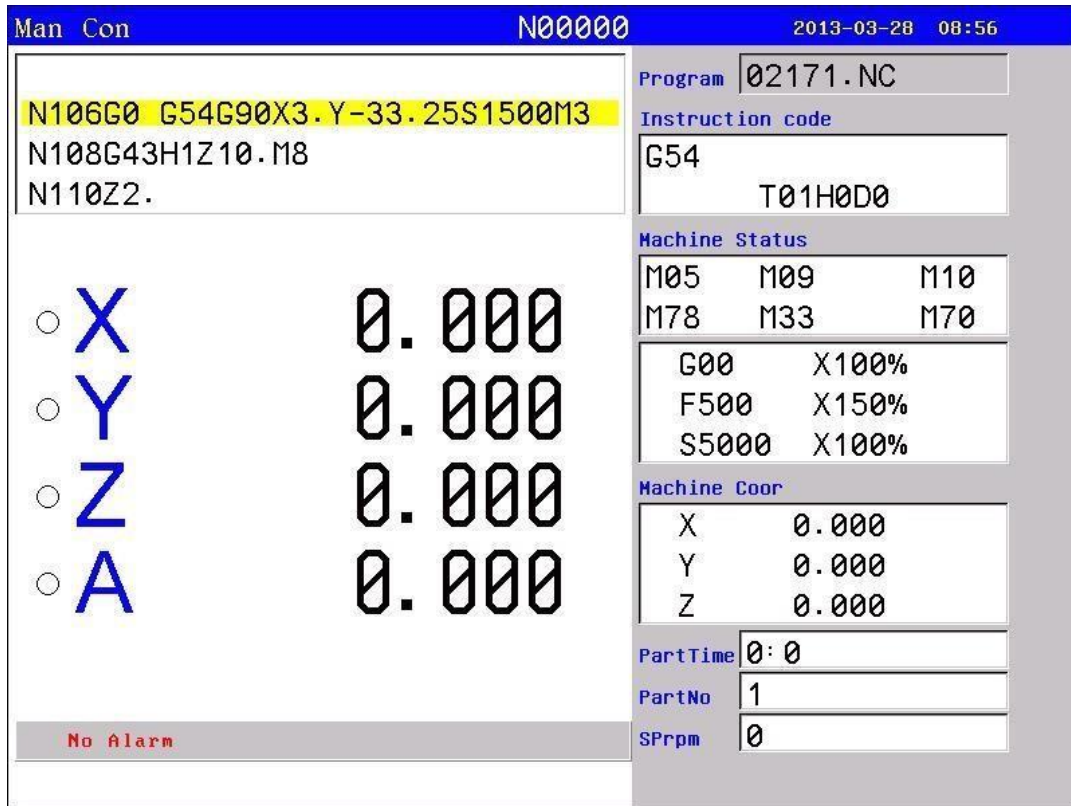 Man Con N00000 2013-03-28 08:56
N106G0 G54G90X3.Y-33.25S1500M3
N108G43H1Z10.M8
N110Z2.
X 0.000
Y 0.000
Z 0.000
A 0.000
No Alarm
Program 02171.NC
Instruction code
G54
T01H0D0
Machine Status
M05 M09 M10
M78 M33 M70
G00 X100%
F500 X150%
S5000 X100%
Machine Coor
X 0.000
Y 0.000
Z 0.000
PartTime 0: 0
PartNo 1
SPrpm 0